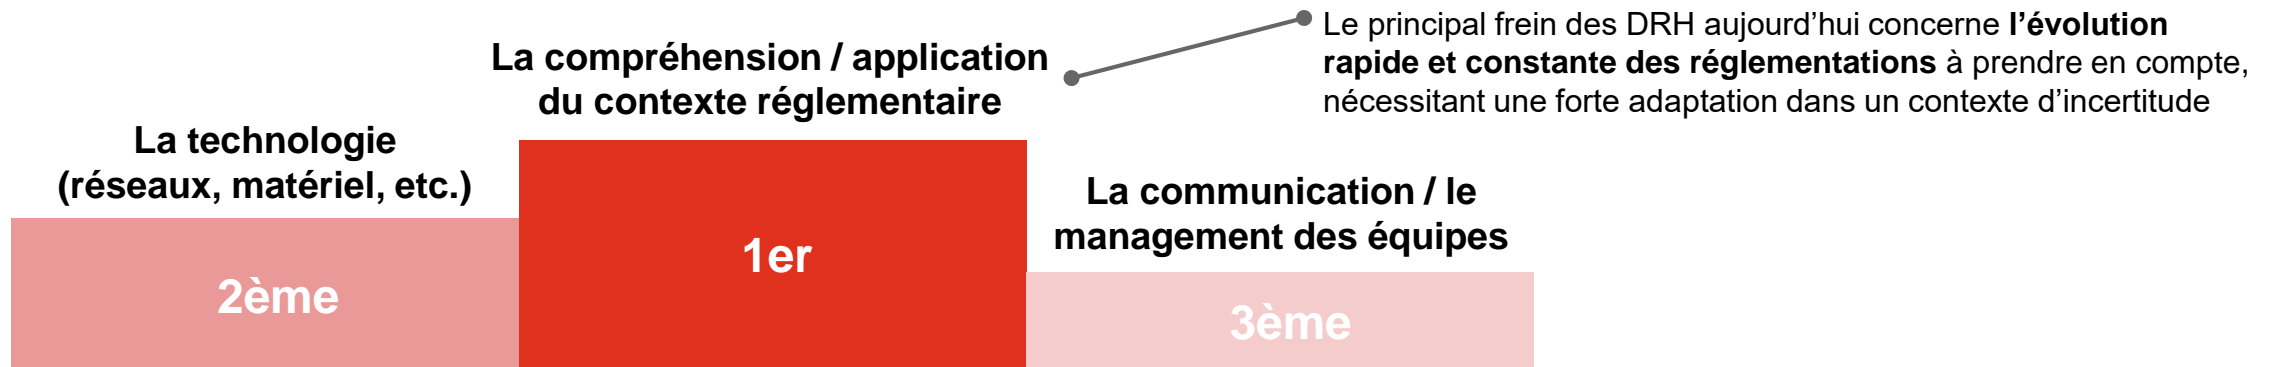 Le principal frein des DRH aujourd’hui concerne l’évolution
rapide et constante des réglementations à prendre en compte,
nécessitant une forte adaptation dans un contexte d’incertitude
La compréhension / application
du contexte réglementaire
La technologie
(réseaux, matériel, etc.)
La communication / le
management des équipes
1er
2ème
3ème